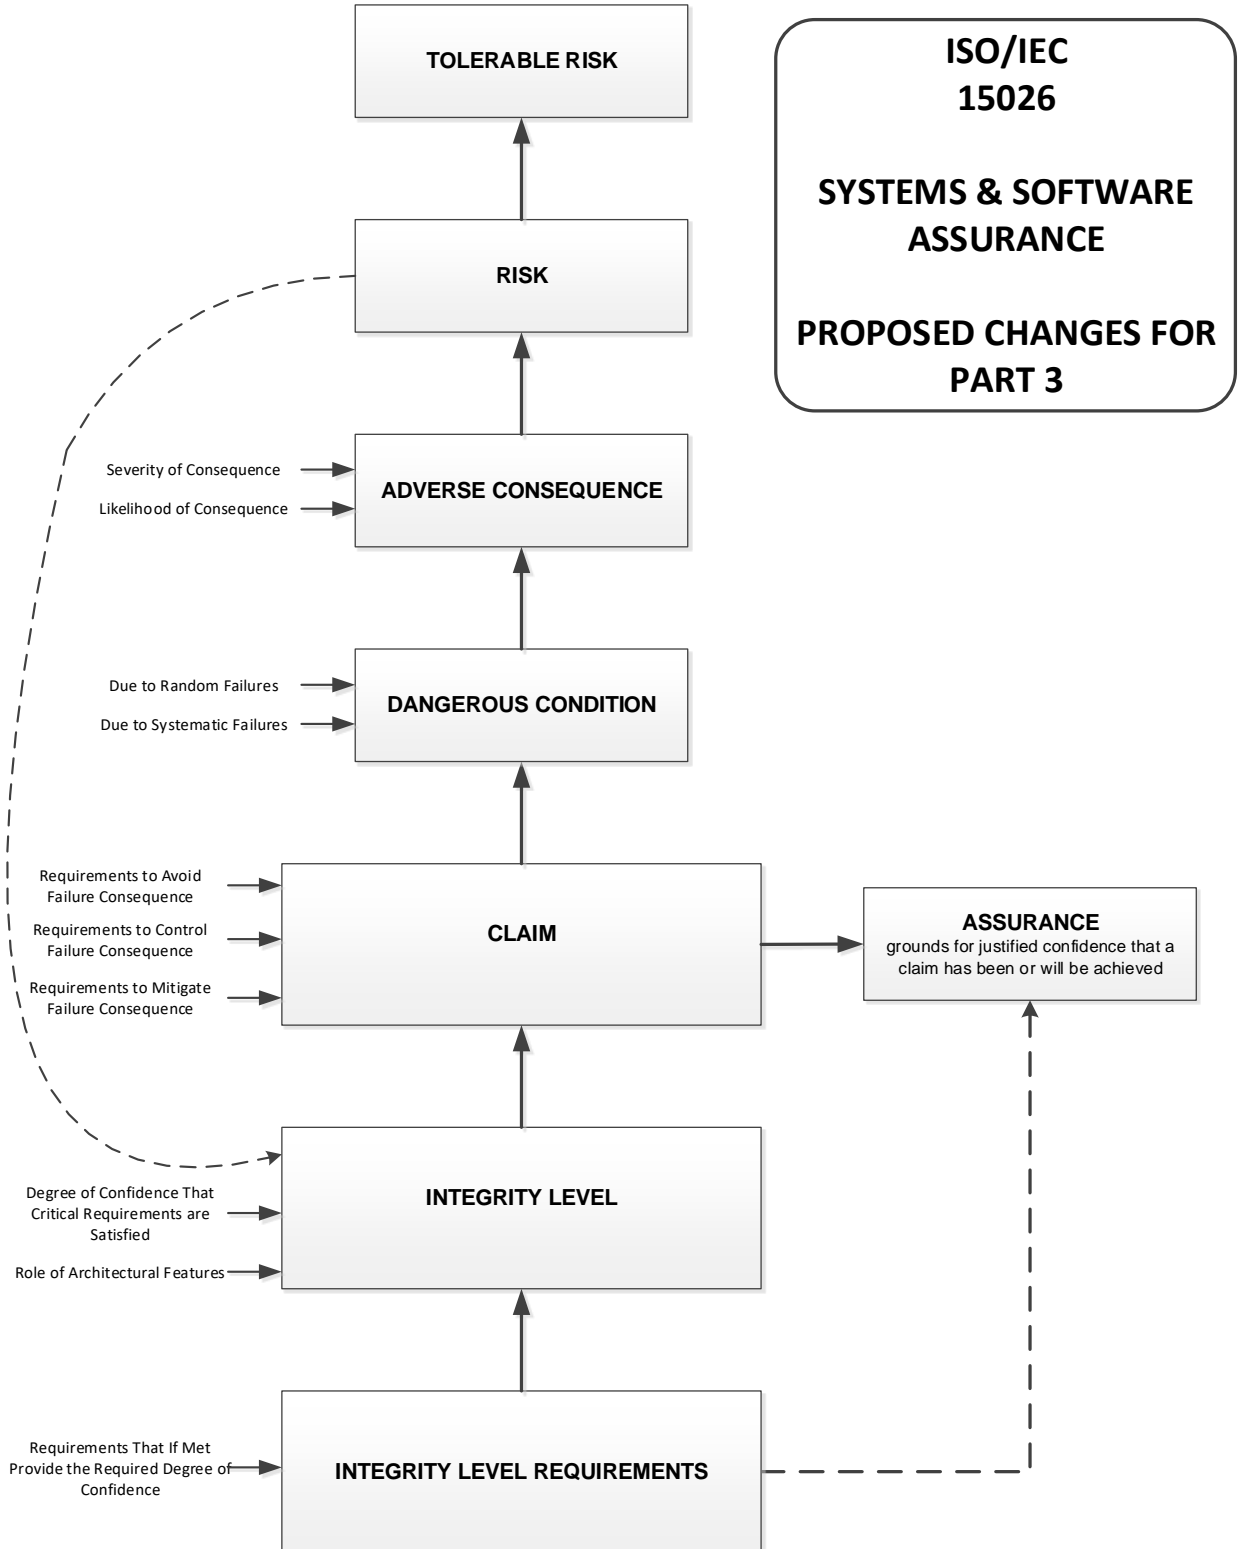 TOLERABLE RISK
ISO/IEC
15026
SYSTEMS & SOFTWARE
ASSURANCE
PROPOSED CHANGES FOR
PART 3
RISK
Severity of Consequence
Likelihood of Consequence
ADVERSE CONSEQUENCE
Due to Random Failures
Due to Systematic Failures
DANGEROUS CONDITION
Requirements to Avoid
Failure Consequence
Requirements to Control
Failure Consequence
Requirements to Mitigate
Failure Consequence
CLAIM
ASSURANCE
grounds for justified confidence that a
claim has been or will be achieved
Degree of Confidence That
Critical Requirements are
Satisfied
Role of Architectural Features
INTEGRITY LEVEL
Requirements That If Met
Provide the Required Degree of
Confidence
INTEGRITY LEVEL REQUIREMENTS